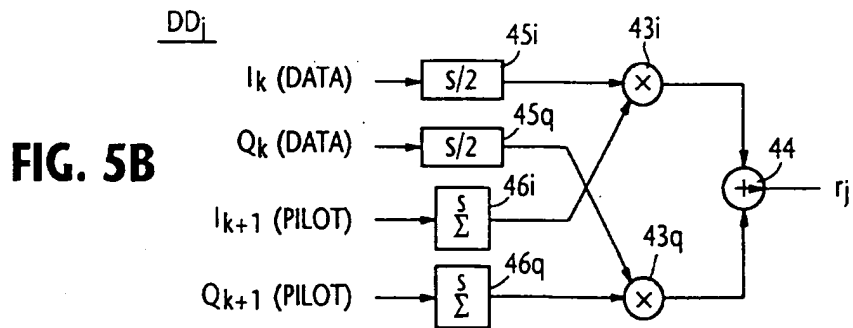 DDj
45i
43i
Ik (DATA)
S/2
×
45q
Qk (DATA)
S/2
44
FIG. 5B
46i
+
rj
Ik+1 (PILOT)
S
Σ
43q
46q
Qk+1 (PILOT)
S
Σ
×